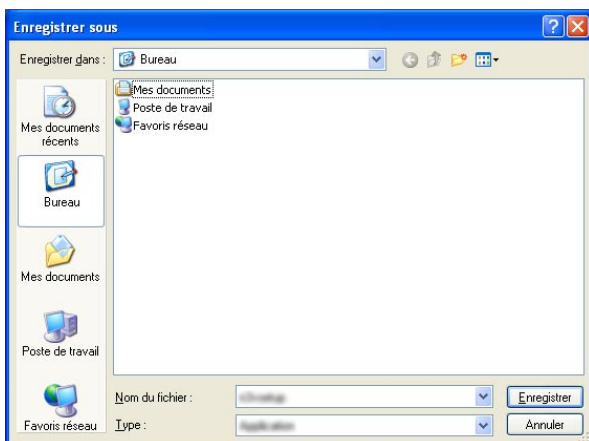 Enregistrer sous
Enregistrer dans :
Bureau
Mes documents récents
Bureau
Mes documents
Poste de travail
Favoris réseau
Mes documents
Poste de travail
Favoris réseau
Nom du fichier :
Enregistrer
Type :
Annuler